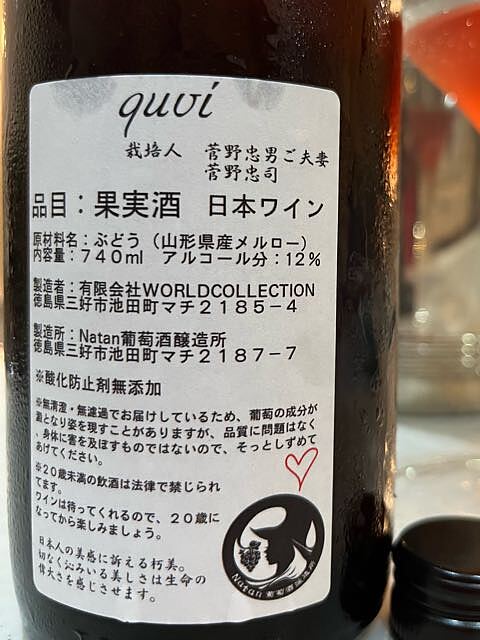 quvi
栽培人　菅野忠男ご夫妻
菅野忠司
品目：果実酒　日本ワイン
原材料名：ぶどう（山形県産メルロー）
内容量：740ml　アルコール分：12％
製造者：有限会社WORLDCOLLECTION
徳島県三好市池田町マチ2185－4
製造所：Natan葡萄酒醸造所
徳島県三好市池田町マチ2187－7
※酸化防止剤無添加
※無清澄・無濾過でお届けしているため、葡萄の成分が
澱となり姿を現すことがありますが、品質に問題はなく
、身体に害を及ぼすものではないので、そっとしずめて
あげてください。
※20歳未満の飲酒は法律で禁じられ
てます。
ワインは待ってくれるので、20歳に
なってから楽しみましょう。
日本人の美感に訴える朽美。
切なく沁みいる美しさは生命の
偉大さを感じさせます。
Natan葡萄酒醸造所